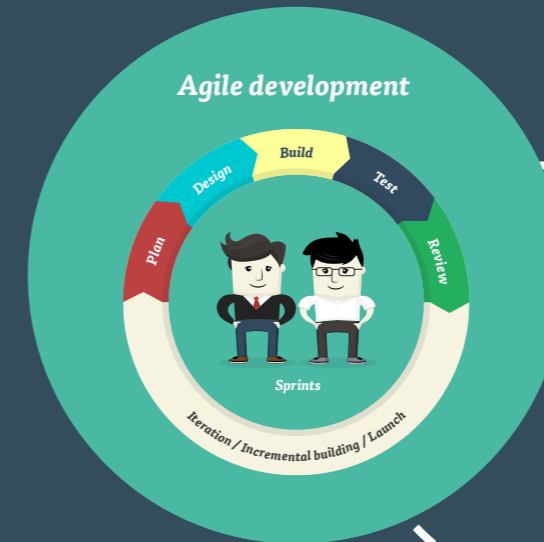 Agile development
Plan
Design
Build
Test
Review
Sprints
Iteration / Incremental building / Launch